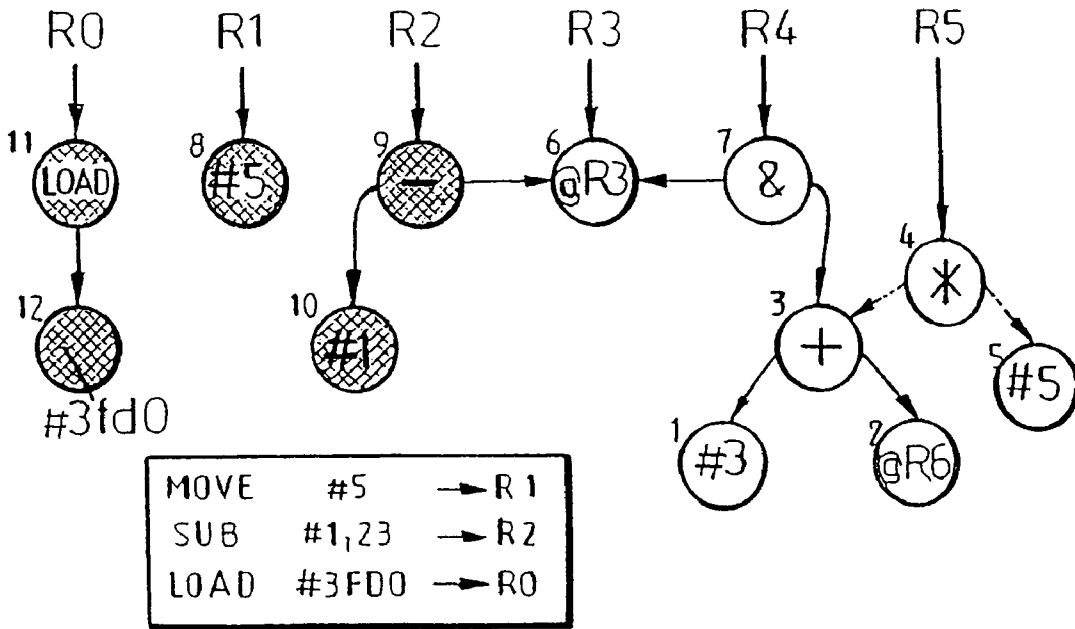 R0 R1 R2 R3 R4 R5
11 LOAD
8 #5
9 −
6 @R3
7 &
4 *
12
#3fd0
10 #1
3 +
5 #5
1 #3
2 @R6
MOVE #5 → R1
SUB #1,23 → R2
LOAD #3FD0 → R0